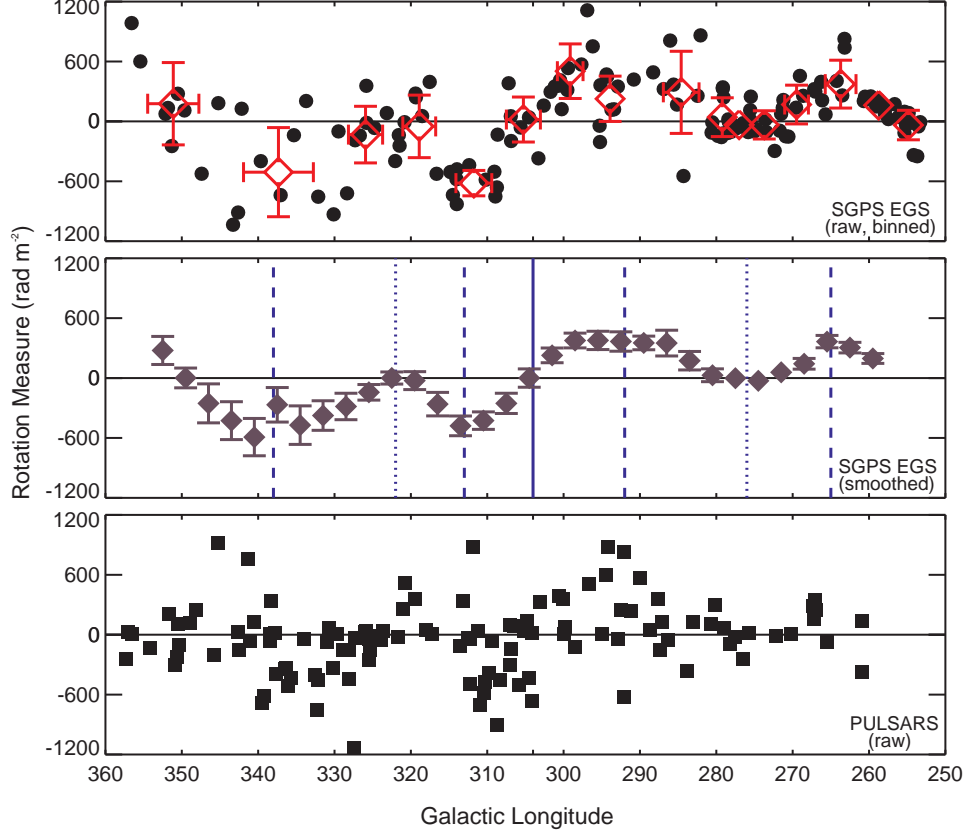 1200
600
0
-600
-1200
SGPS EGS
(raw, binned)
Rotation Measure (rad m⁻²)
1200
600
0
-600
-1200
SGPS EGS
(smoothed)
1200
600
0
-600
-1200
PULSARS
(raw)
360 350 340 330 320 310 300 290 280 270 260 250
Galactic Longitude